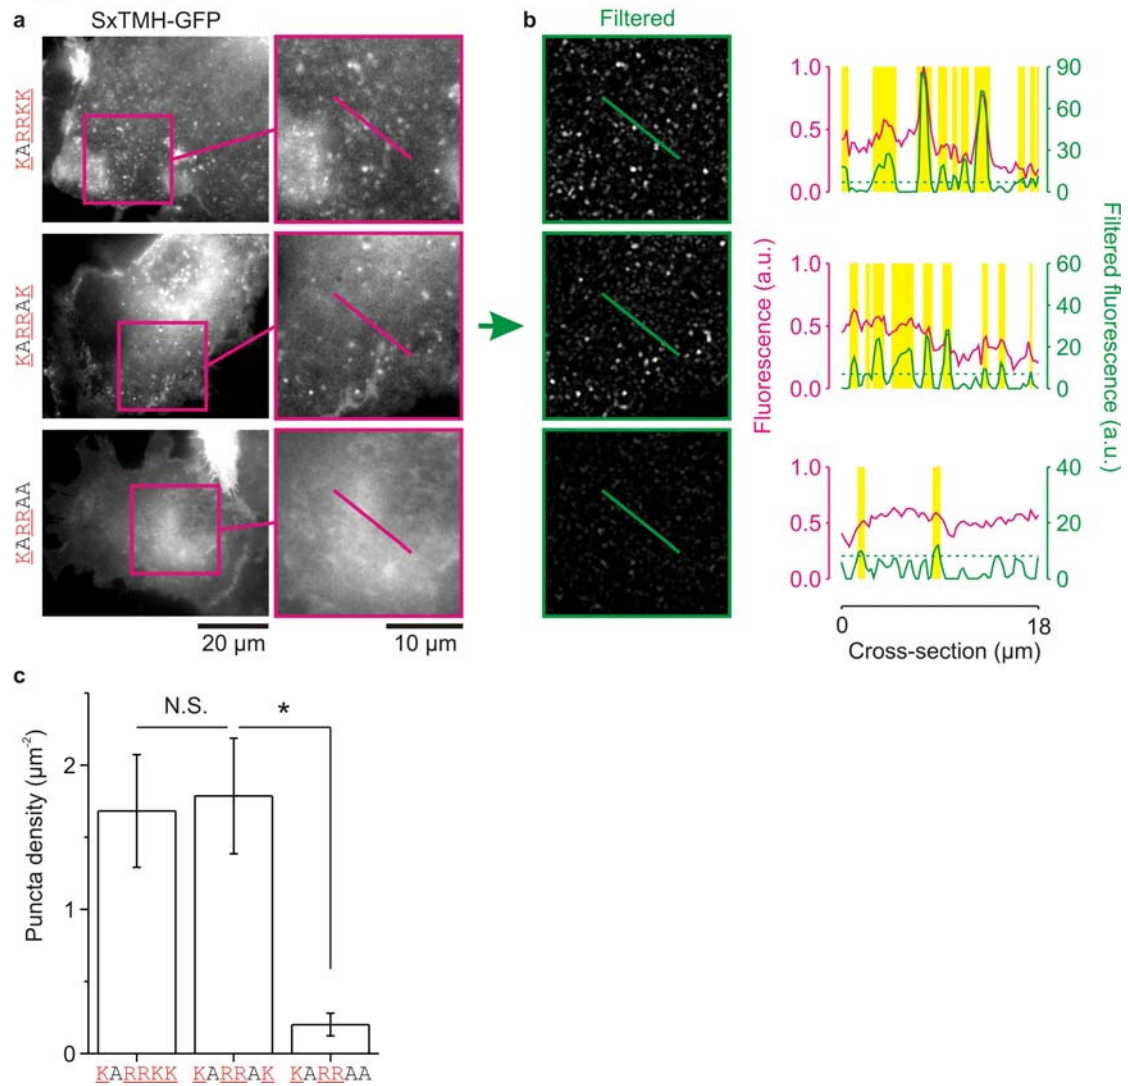 a
SxTMH-GFP
b
Filtered
KARRKK
KARRAK
KARRAA
20 µm
10 µm
Fluorescence (a.u.)
Filtered fluorescence (a.u.)
1.0
0.5
0.0
90
60
30
0
1.0
0.5
0.0
60
40
20
0
1.0
0.5
0.0
40
20
0
0
18
Cross-section (µm)
c
N.S.
*
Puncta density (µm⁻²)
2
1
0
KARRKK KARRAK KARRAA